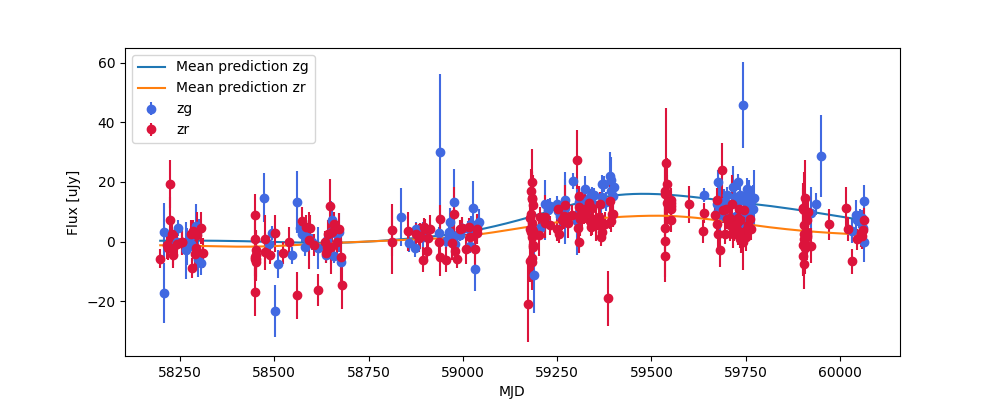 60
40
20
0
−20
Flux [uJy]
Mean prediction zg
Mean prediction zr
zg
zr
58250 58500 58750 59000 59250 59500 59750 60000
MJD